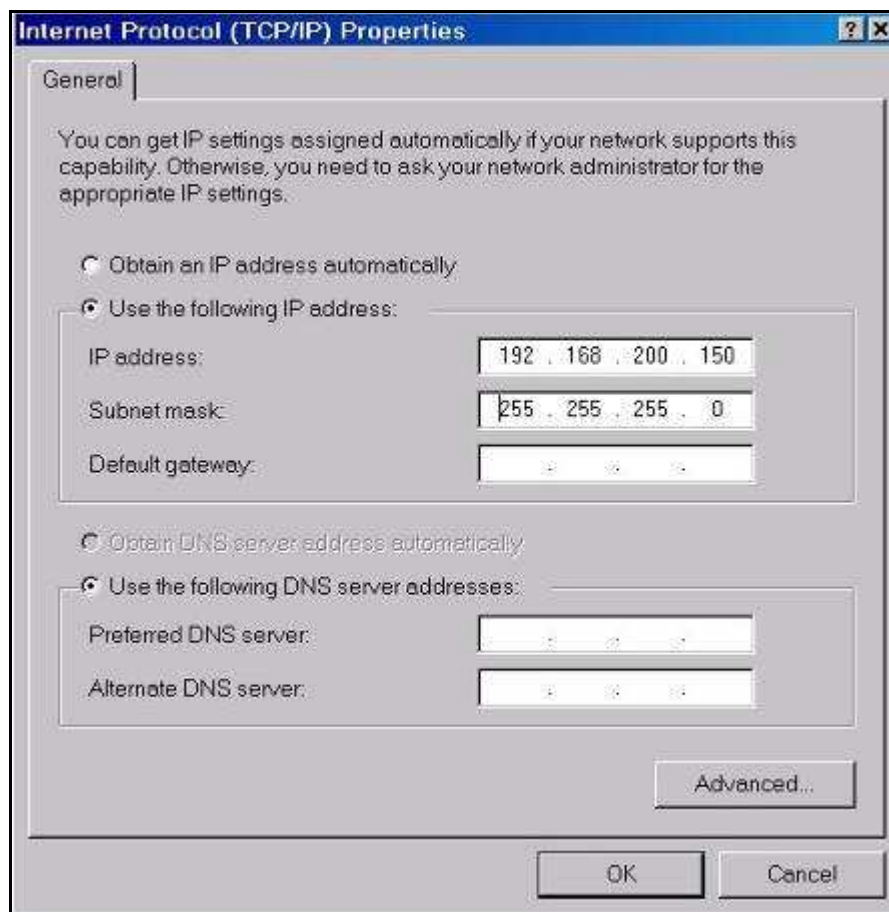 Internet Protocol (TCP/IP) Properties
General
You can get IP settings assigned automatically if your network supports this
capability. Otherwise, you need to ask your network administrator for the
appropriate IP settings.
Obtain an IP address automatically
Use the following IP address:
IP address: 192 . 168 . 200 . 150
Subnet mask: 255 . 255 . 255 . 0
Default gateway: . . .
Obtain DNS server address automatically
Use the following DNS server addresses:
Preferred DNS server: . . .
Alternate DNS server: . . .
Advanced...
OK Cancel